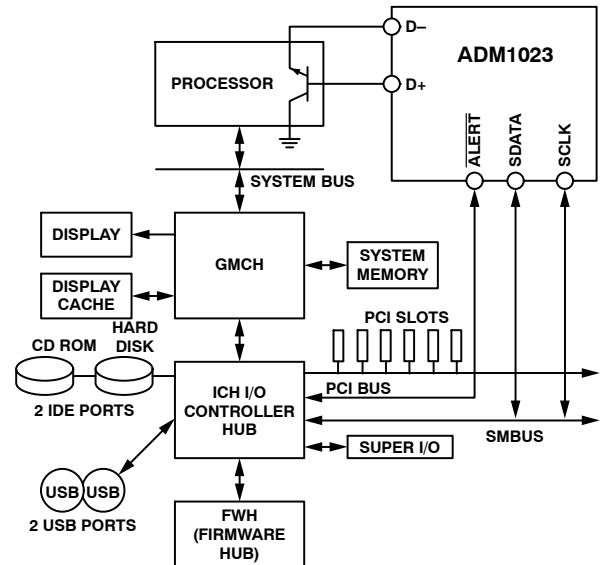 D–
ADM1023
PROCESSOR
D+
ALERT
SDATA
SCLK
SYSTEM BUS
DISPLAY
GMCH
SYSTEM
MEMORY
DISPLAY
CACHE
PCI SLOTS
HARD
DISK
CD ROM
ICH I/O
CONTROLLER
HUB
PCI BUS
2 IDE PORTS
SMBUS
SUPER I/O
USB
USB
2 USB PORTS
FWH
(FIRMWARE
HUB)